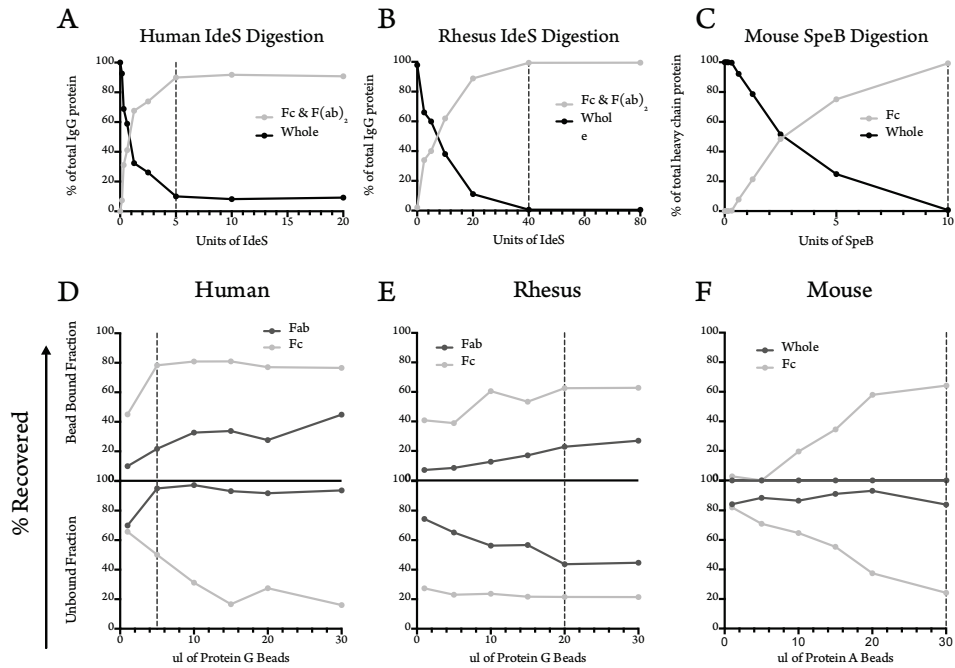 A Human IdeS Digestion
% of total IgG protein
100
80
60
40
20
0
0 5 10 15 20
Units of IdeS
Fc & F(ab)2
Whole
B Rhesus IdeS Digestion
% of total IgG protein
100
80
60
40
20
0
0 20 40 60 80
Units of IdeS
Fc & F(ab)2
Whol
e
C Mouse SpeB Digestion
% of total heavy chain protein
100
80
60
40
20
0
0 5 10
Units of SpeB
Fc
Whole
% Recovered
D Human
Bead Bound Fraction
Unbound Fraction
100
80
60
40
20
100
80
60
40
20
0
0 10 20 30
ul of Protein G Beads
Fab
Fc
E Rhesus
100
80
60
40
20
100
80
60
40
20
0
0 10 20 30
ul of Protein G Beads
Fab
Fc
F Mouse
100
80
60
40
20
100
80
60
40
20
0
0 10 20 30
ul of Protein A Beads
Whole
Fc